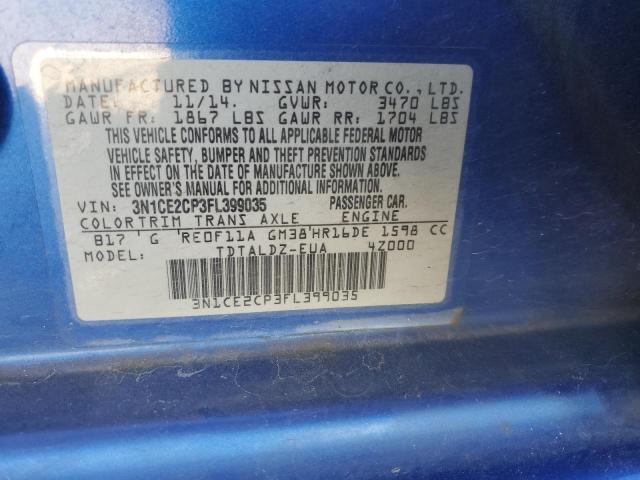 MANUFACTURED BY NISSAN MOTOR CO., LTD.
DATE: 11/14. GVWR: 3470 LBS
GAWR FR: 1867 LBS GAWR RR: 1704 LBS
THIS VEHICLE CONFORMS TO ALL APPLICABLE FEDERAL MOTOR
VEHICLE SAFETY, BUMPER AND THEFT PREVENTION STANDARDS
IN EFFECT ON THE DATE OF MANUFACTURE SHOWN ABOVE.
SEE OWNER'S MANUAL FOR ADDITIONAL INFORMATION.
VIN: 3N1CE2CP3FL399035 PASSENGER CAR.
COLOR TRIM TRANS AXLE ENGINE
B17 G RE0F11A GM38 HR16DE 1598 CC
MODEL: TDTALDZ-EUA 4Z000
3N1CE2CP3FL399035